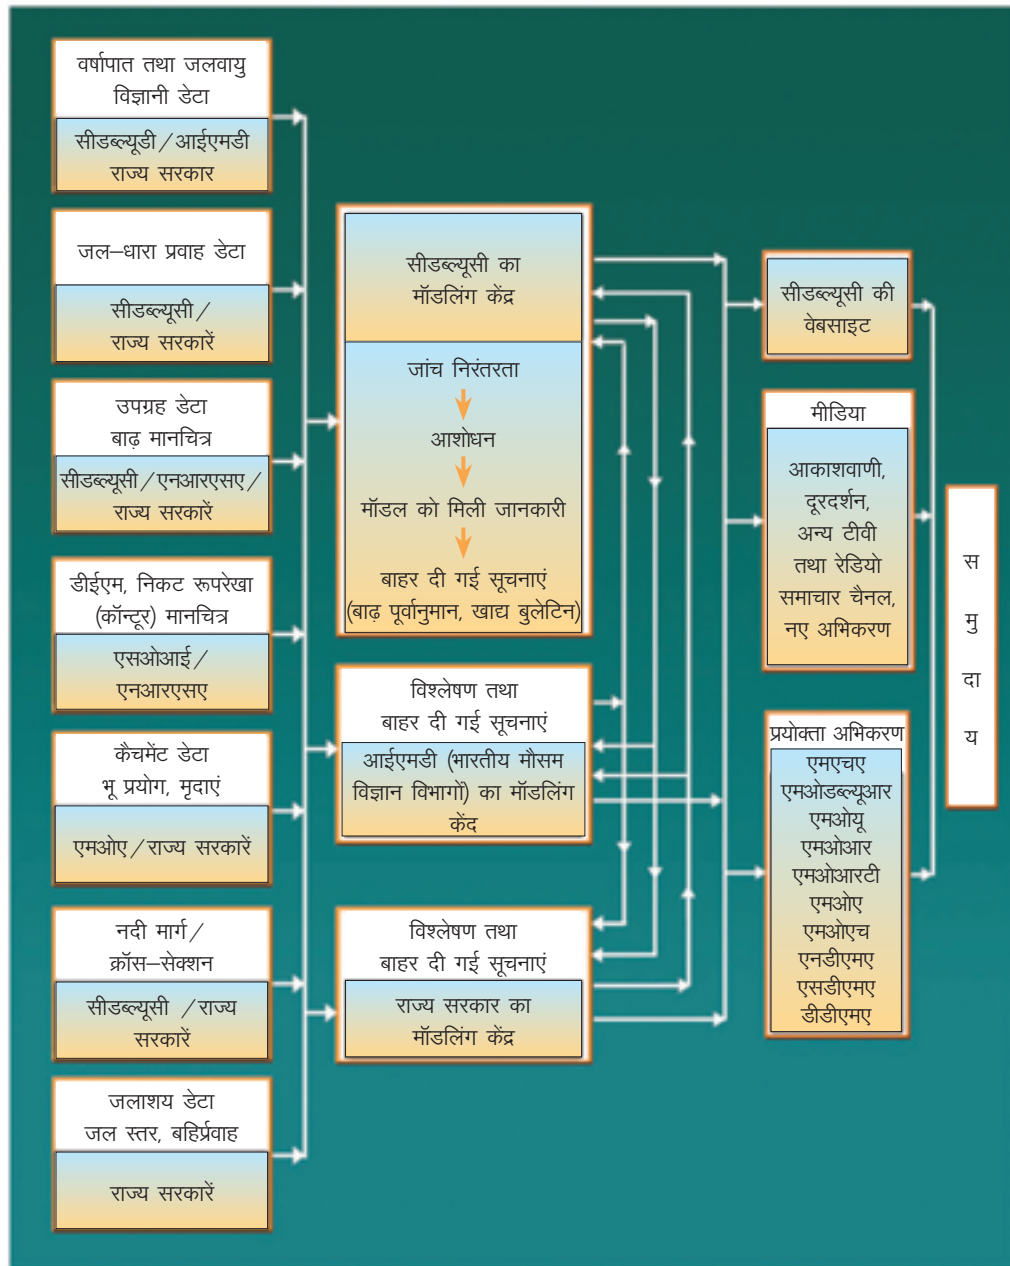 वर्षापात तथा जलवायु
विज्ञानी डेटा
सीडब्ल्यूडी/आईएमडी
राज्य सरकार
जल–धारा प्रवाह डेटा
सीडब्ल्यूसी/
राज्य सरकारें
उपग्रह डेटा
बाढ़ मानचित्र
सीडब्ल्यूसी/एनआरएसए/
राज्य सरकारें
डीईएम, निकट रूपरेखा
(कॉन्टूर) मानचित्र
एसओआई/
एनआरएसए
कैचमेंट डेटा
भू प्रयोग, मृदाएं
एमओए/राज्य सरकारें
नदी मार्ग/
क्रॉस–सेक्शन
सीडब्ल्यूसी /राज्य
सरकारें
जलाशय डेटा
जल स्तर, बहिर्प्रवाह
राज्य सरकारें
सीडब्ल्यूसी का
मॉडलिंग केंद्र
जांच निरंतरता
आशोधन
मॉडल को मिली जानकारी
बाहर दी गई सूचनाएं
(बाढ़ पूर्वानुमान, खाद्य बुलेटिन)
विश्लेषण तथा
बाहर दी गई सूचनाएं
आईएमडी (भारतीय मौसम
विज्ञान विभागों) का मॉडलिंग
केंद
विश्लेषण तथा
बाहर दी गई सूचनाएं
राज्य सरकार का
मॉडलिंग केंद्र
सीडब्ल्यूसी की
वेबसाइट
मीडिया
आकाशवाणी,
दूरदर्शन,
अन्य टीवी
तथा रेडियो
समाचार चैनल,
नए अभिकरण
प्रयोक्ता अभिकरण
एमएचए
एमओडब्ल्यूआर
एमओयू
एमओआर
एमओआरटी
एमओए
एमओएच
एनडीएमए
एसडीएमए
डीडीएमए
स
मु
दा
य